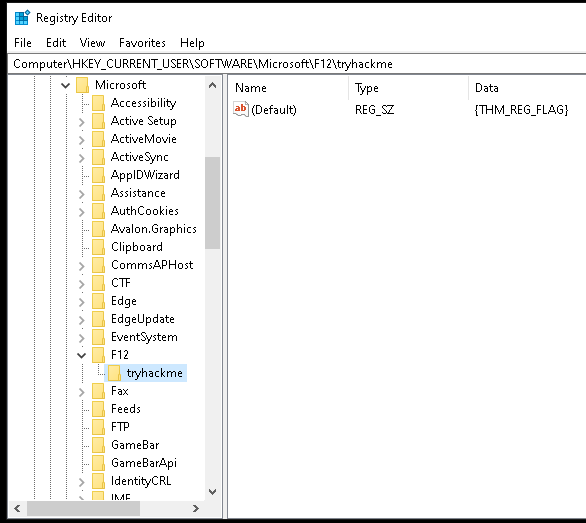 Registry Editor
File Edit View Favorites Help
Computer\HKEY_CURRENT_USER\SOFTWARE\Microsoft\F12\tryhackme
Microsoft
Accessibility
Active Setup
ActiveMovie
ActiveSync
AppIDWizard
Assistance
AuthCookies
Avalon.Graphics
Clipboard
CommsAPHost
CTF
Edge
EdgeUpdate
EventSystem
F12
tryhackme
Fax
Feeds
FTP
GameBar
GameBarApi
IdentityCRL
IME
Name Type Data
ab (Default) REG_SZ {THM_REG_FLAG}